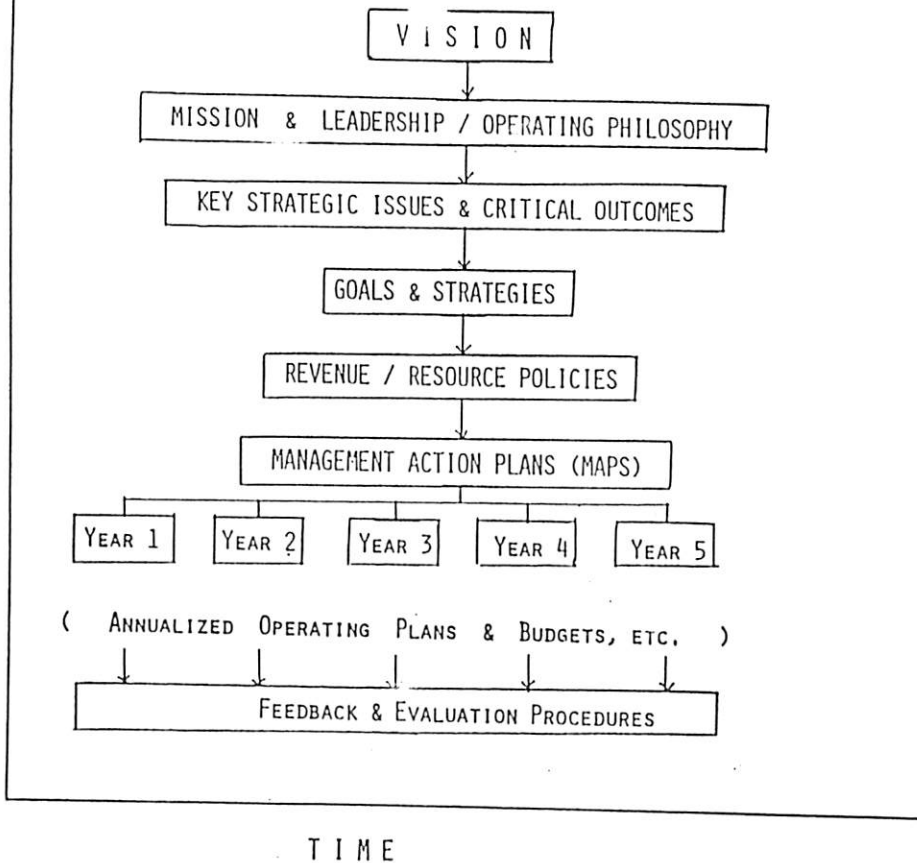 VISION
MISSION & LEADERSHIP / OPERATING PHILOSOPHY
KEY STRATEGIC ISSUES & CRITICAL OUTCOMES
GOALS & STRATEGIES
REVENUE / RESOURCE POLICIES
MANAGEMENT ACTION PLANS (MAPS)
YEAR 1 YEAR 2 YEAR 3 YEAR 4 YEAR 5
( ANNUALIZED OPERATING PLANS & BUDGETS, ETC. )
FEEDBACK & EVALUATION PROCEDURES
TIME